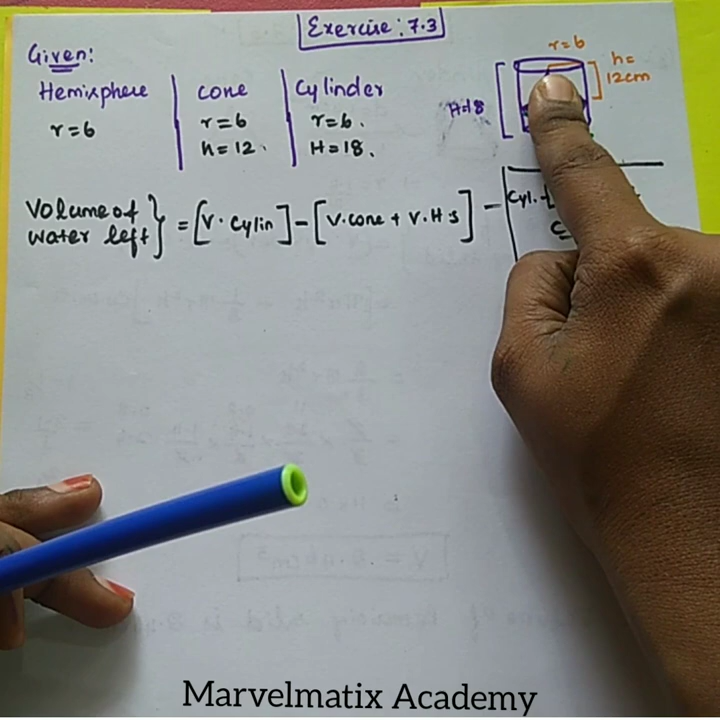 Exercise: 7.3
Given:
Hemisphere
r=6
cone
r=6
h=12.
Cylinder
r=6.
H=18.
r=6
h=
12cm
H=18
Volume of
water left } = [V. Cylin] - [V. cone + V. H s] -
Cyl.
Marvelmatix Academy